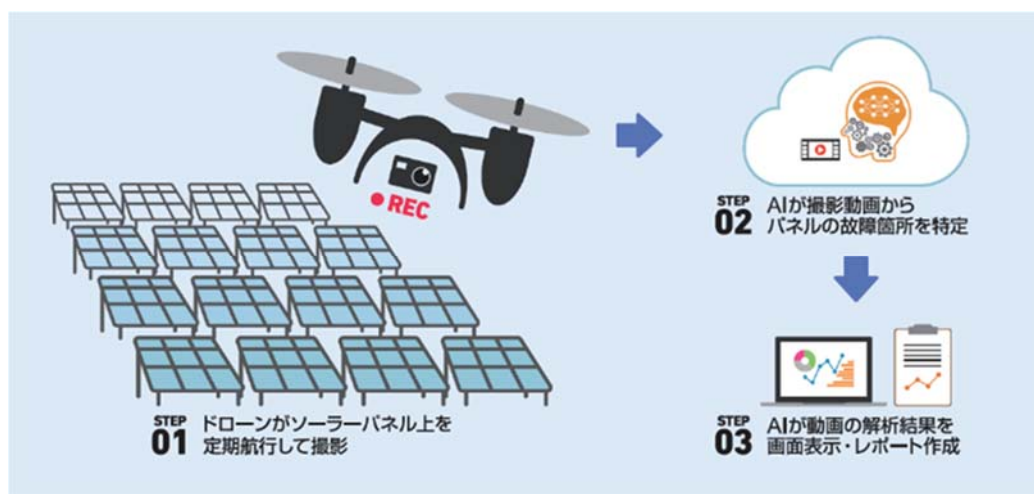 REC
STEP
01
ドローンがソーラーパネル上を
定期航行して撮影
STEP
02
AIが撮影動画から
パネルの故障箇所を特定
STEP
03
AIが動画の解析結果を
画面表示・レポート作成